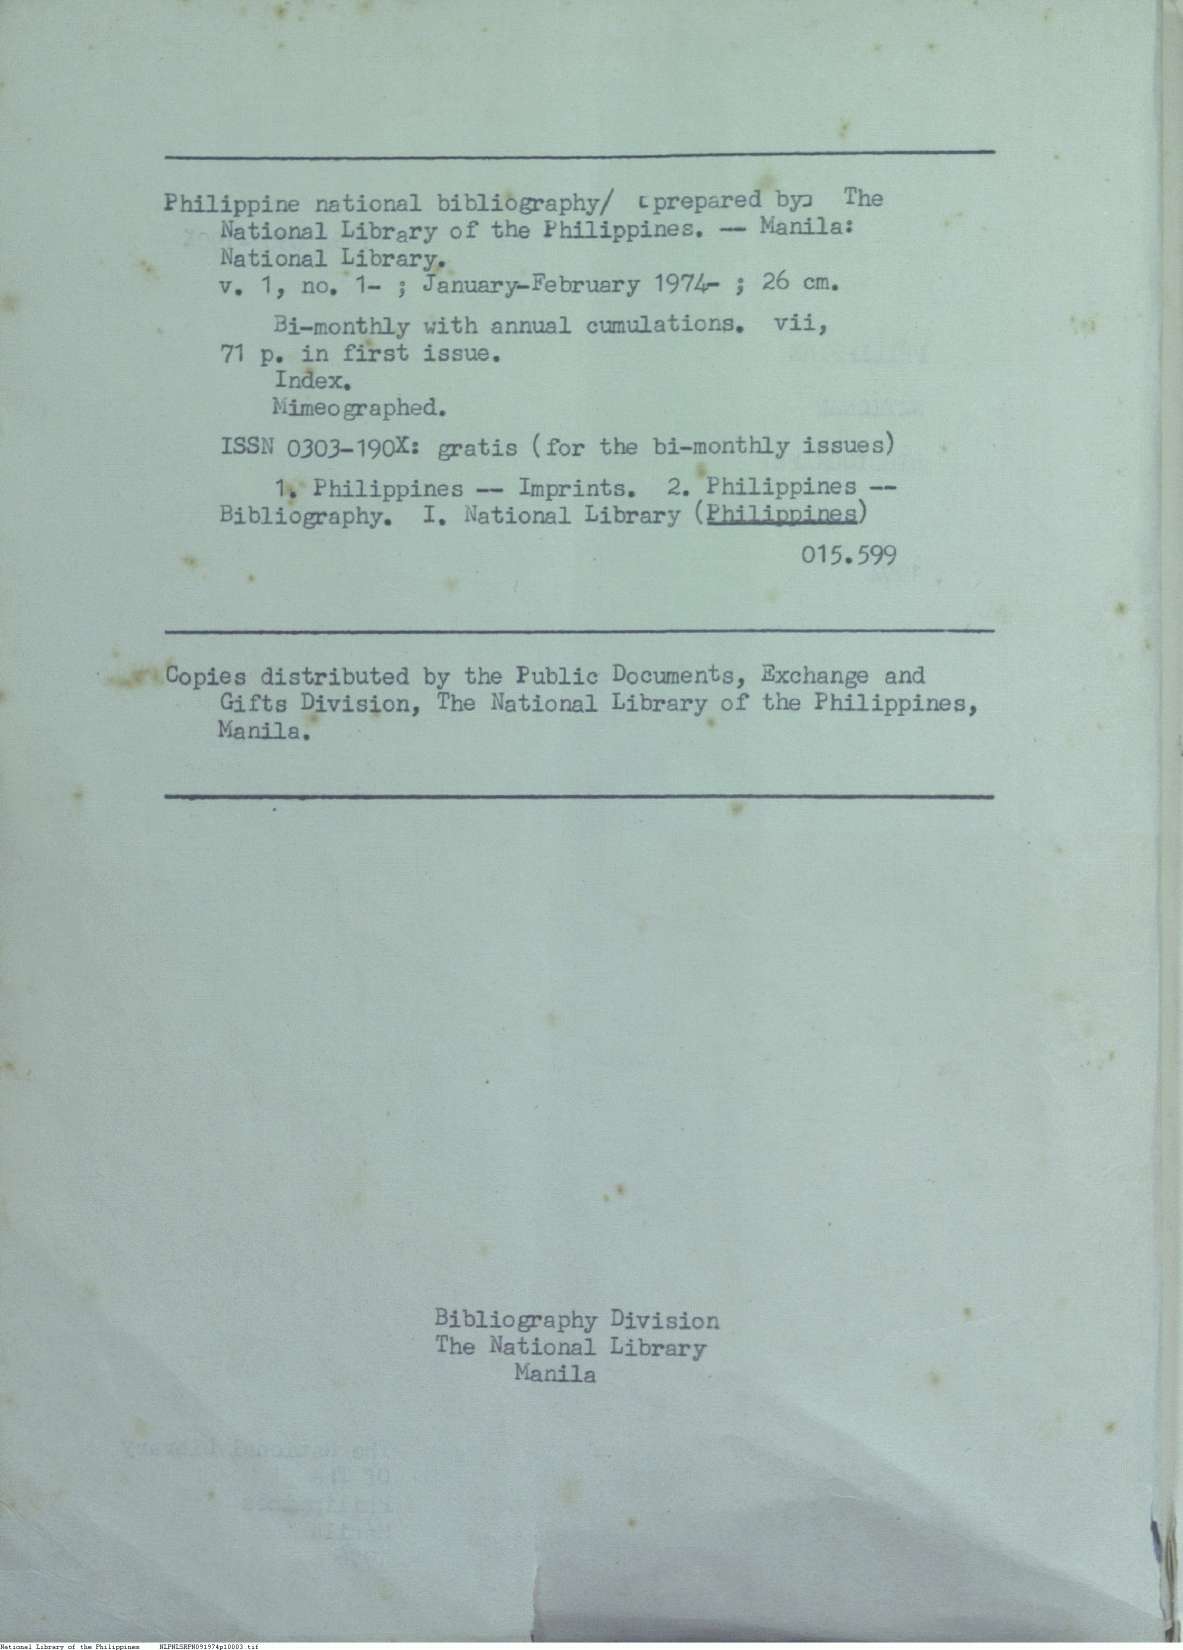 Philippine national bibliography/ [prepared by] The
National Library of the Philippines. -- Manila:
National Library.
v. 1, no. 1- ; January-February 1974- ; 26 cm.
Bi-monthly with annual cumulations. vii,
71 p. in first issue.
Index.
Mimeographed.
ISSN 0303-190X: gratis (for the bi-monthly issues)
1. Philippines -- Imprints. 2. Philippines --
Bibliography. I. National Library (Philippines)
015.599
Copies distributed by the Public Documents, Exchange and
Gifts Division, The National Library of the Philippines,
Manila.
Bibliography Division
The National Library
Manila
National Library of the Philippines NLPNLSRPN091974p10003.tif